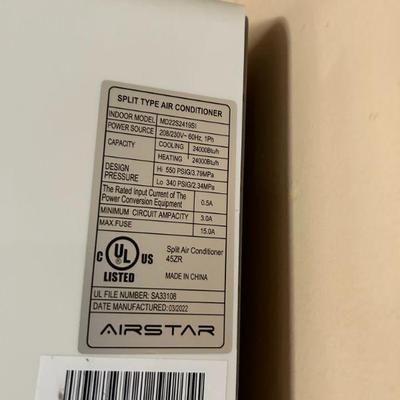 SPLIT TYPE AIR CONDITIONER
INDOOR MODEL MD22S2419SI
POWER SOURCE 208/230V~ 60Hz, 1Ph
CAPACITY COOLING 24000Btu/h
HEATING 24000Btu/h
DESIGN PRESSURE Hi 550 PSIG/3.79MPa
Lo 340 PSIG/2.34MPa
The Rated Input Current of The
Power Conversion Equipment 0.5A
MINIMUM CIRCUIT AMPACITY 3.0A
MAX.FUSE 15.0A
C UL US
LISTED
Split Air Conditioner
45ZR
MADE IN CHINA
UL FILE NUMBER: SA33108
DATE MANUFACTURED: 03/2022
AIRSTAR